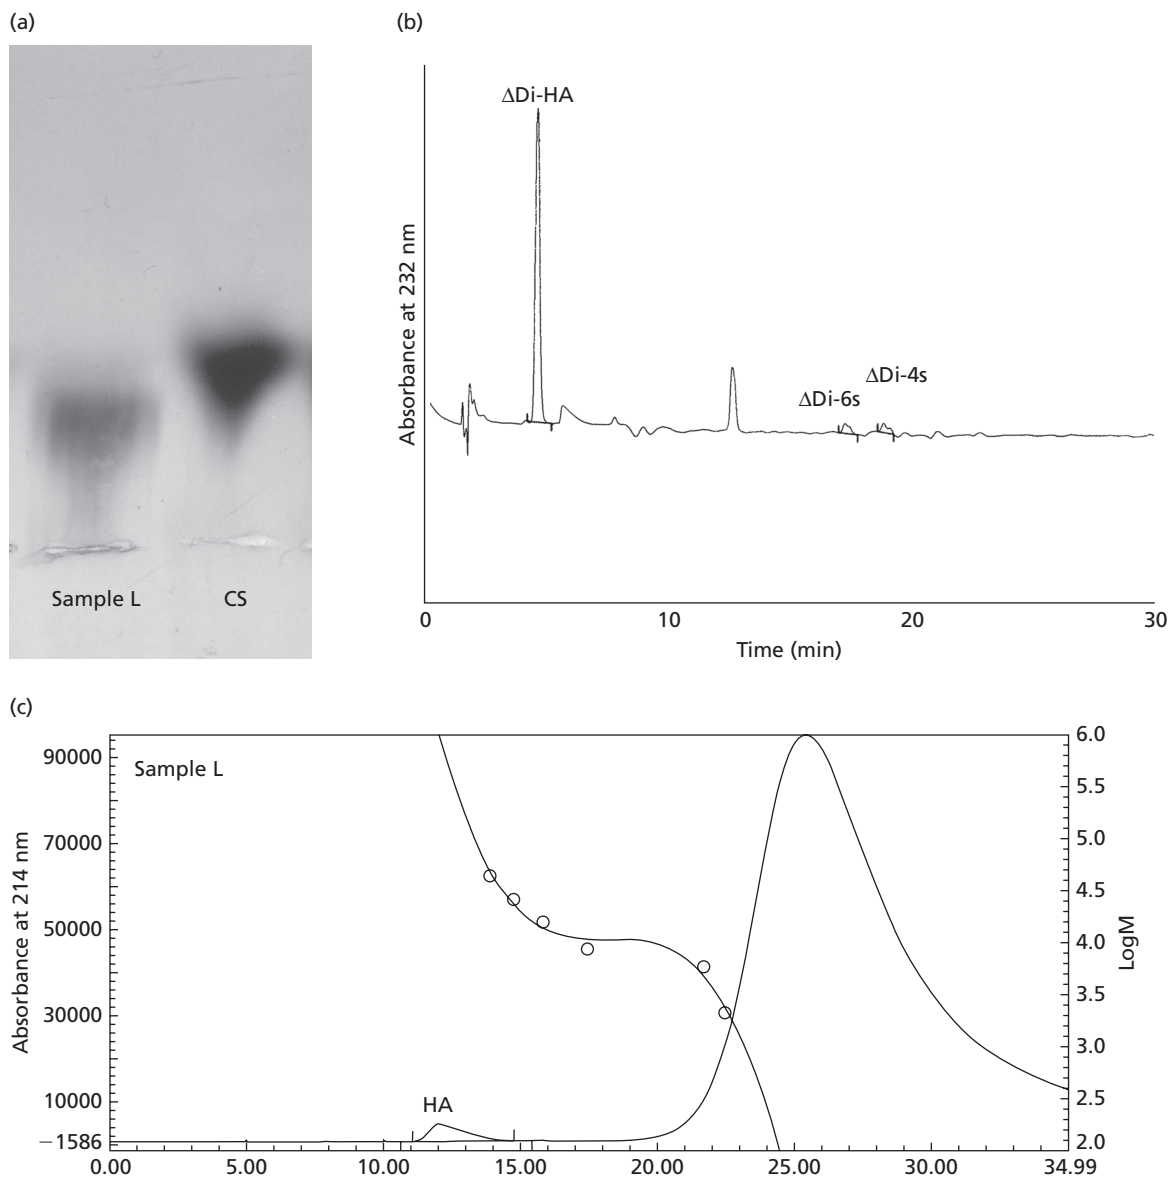 (a)
Sample L
CS
(b)
ΔDi-HA
ΔDi-6s
ΔDi-4s
Absorbance at 232 nm
0
10
20
30
Time (min)
(c)
Sample L
HA
Absorbance at 214 nm
90000
70000
50000
30000
10000
−1586
LogM
6.0
5.5
5.0
4.5
4.0
3.5
3.0
2.5
2.0
0.00
5.00
10.00
15.00
20.00
25.00
30.00
34.99